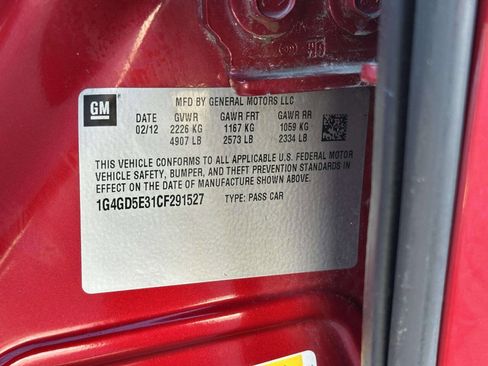 GM
MFD BY GENERAL MOTORS LLC
DATE GVWR GAWR FRT GAWR RR
02/12 2226 KG 1167 KG 1059 KG
4907 LB 2573 LB 2334 LB
THIS VEHICLE CONFORMS TO ALL APPLICABLE U.S. FEDERAL MOTOR
VEHICLE SAFETY, BUMPER, AND THEFT PREVENTION STANDARDS IN
EFFECT ON THE DATE OF MANUFACTURE SHOWN ABOVE.
1G4GD5E31CF291527 TYPE: PASS CAR